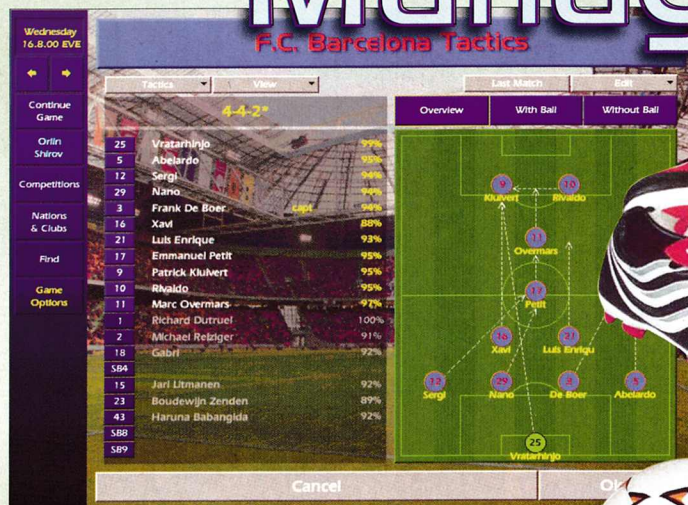 Wednesday
16.8.00 EVE
Continue
Game
Orlin
Shirov
Competitions
Nations
& Clubs
Find
Game
Options
F.C. Barcelona Tactics
Tactics View Last Match Edit
4-4-2*
Overview With Ball Without Ball
25 Vratarhinjo 99%
5 Abelardo 95%
12 Sergi 94%
29 Nano 94%
3 Frank De Boer capt 94%
16 Xavi 88%
21 Luis Enrique 93%
17 Emmanuel Petit 95%
9 Patrick Kluivert 95%
10 Rivaldo 95%
11 Marc Overmars 97%
1 Richard Dutruel 100%
2 Michael Reiziger 91%
18 Gabri 92%
SB4
15 Jari Litmanen 92%
23 Boudewijn Zenden 89%
43 Haruna Babangida 92%
SB8
SB9
9 10
Kluivert Rivaldo
11
Overmars
17
Petit
16 21
Xavi Luis Enrigu
12 29 5
Sergi Nano De Boer Abelardo
25
Vratarhinjo
Cancel